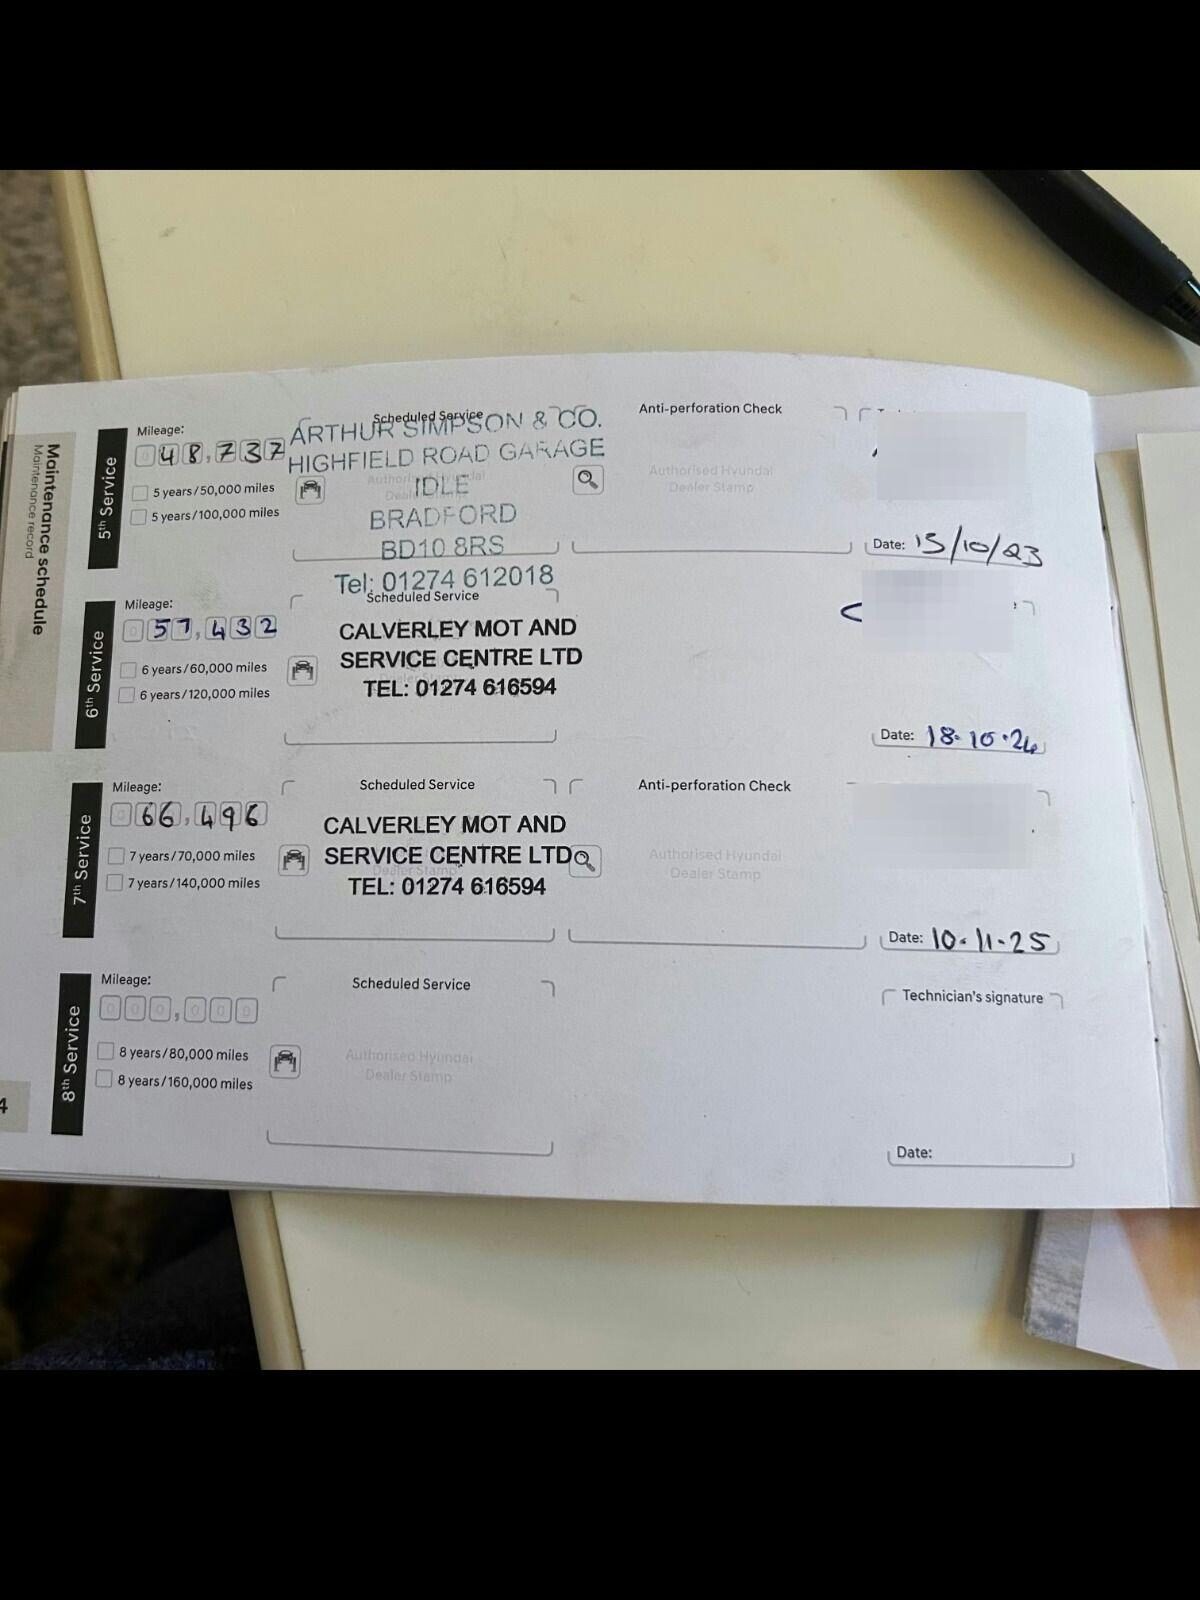 Maintenance schedule
Maintenance record
4
5th Service
Mileage:
048,737
5 years/50,000 miles
5 years/100,000 miles
Scheduled Service
Authorised Hyundai
Dealer Stamp
ARTHUR SIMPSON & CO.
HIGHFIELD ROAD GARAGE
IDLE
BRADFORD
BD10 8RS
Tel: 01274 612018
Anti-perforation Check
Authorised Hyundai
Dealer Stamp
Date: 13/10/23
6th Service
Mileage:
057,432
6 years/60,000 miles
6 years/120,000 miles
Scheduled Service
CALVERLEY MOT AND
SERVICE CENTRE LTD
TEL: 01274 616594
Date: 18.10.24
7th Service
Mileage:
066,496
7 years/70,000 miles
7 years/140,000 miles
Scheduled Service
CALVERLEY MOT AND
SERVICE CENTRE LTD
Dealer Stamp
TEL: 01274 616594
Anti-perforation Check
Authorised Hyundai
Dealer Stamp
Date: 10.11.25
8th Service
Mileage:
000,000
8 years/80,000 miles
8 years/160,000 miles
Scheduled Service
Authorised Hyundai
Dealer Stamp
Technician's signature
Date: